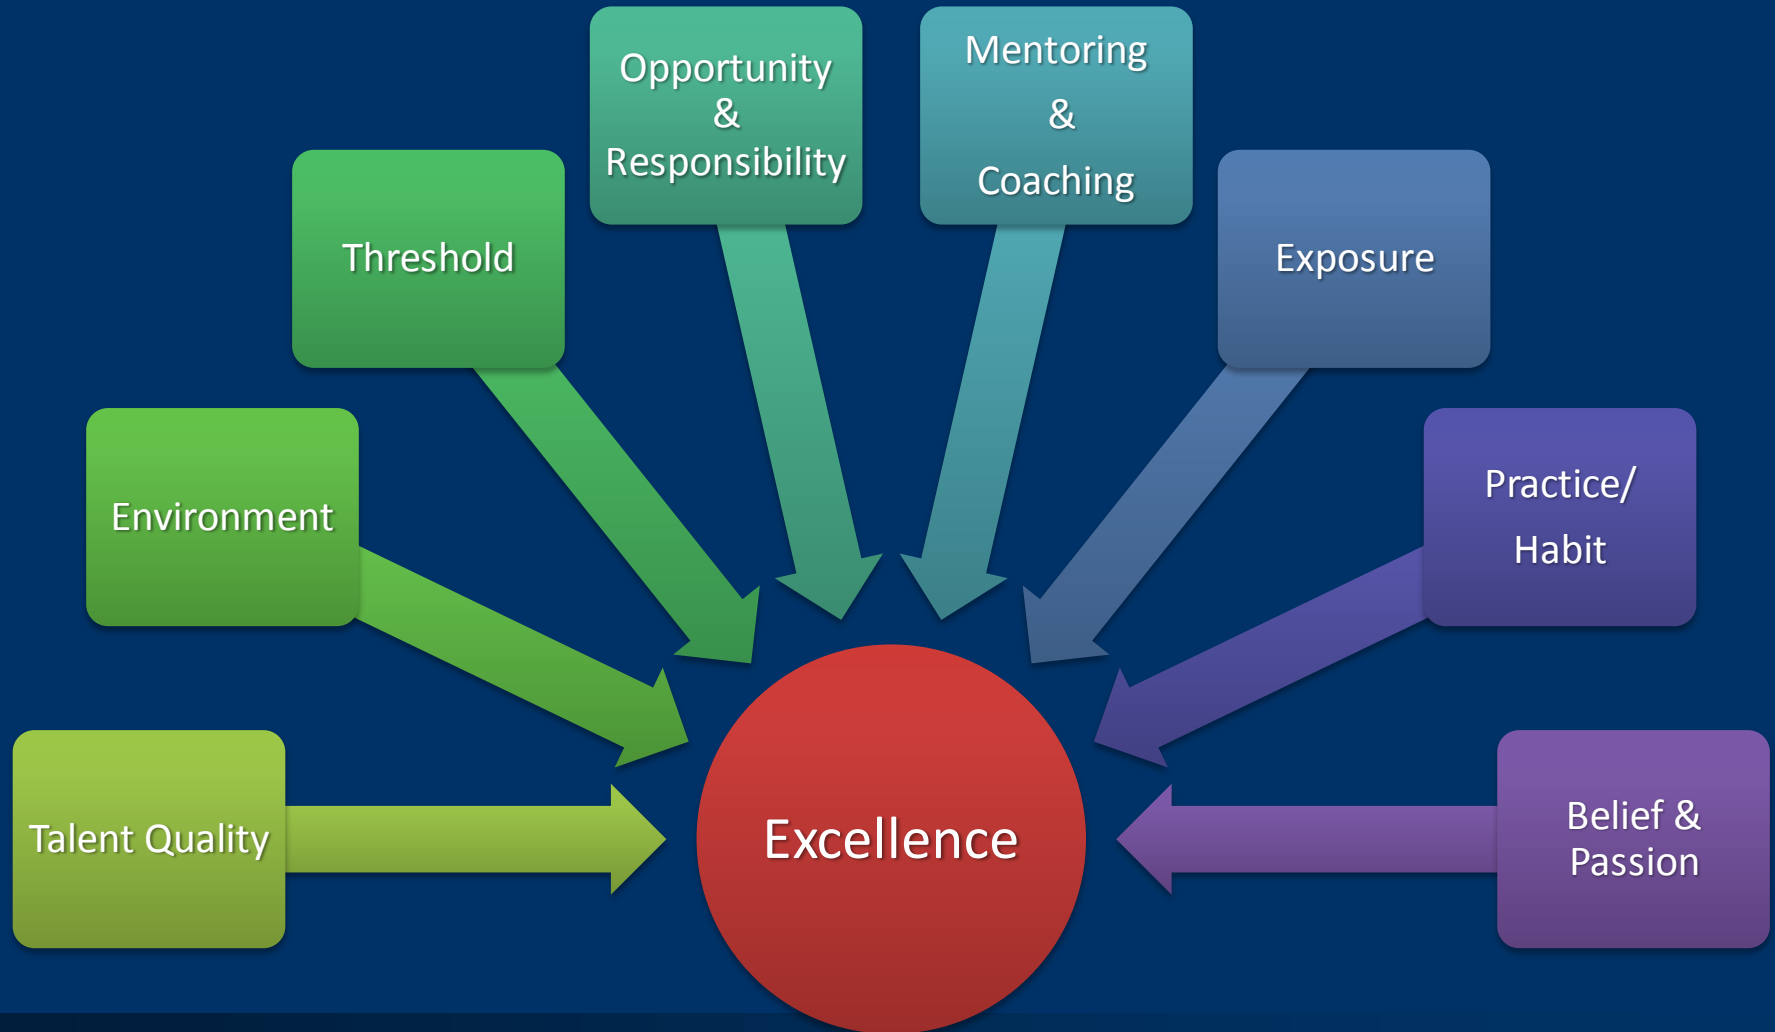 Opportunity
&
Responsibility
Mentoring
&
Coaching
Threshold
Exposure
Environment
Practice/
Habit
Talent Quality
Excellence
Belief &
Passion